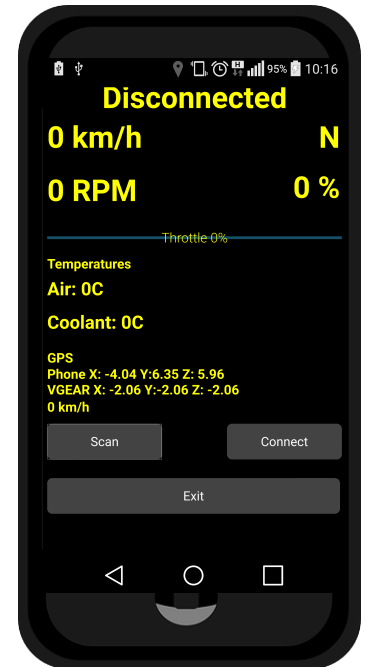 H
95% 10:16
Disconnected
0 km/h N
0 RPM 0 %
Throttle 0%
Temperatures
Air: 0C
Coolant: 0C
GPS
Phone X: -4.04 Y:6.35 Z: 5.96
VGEAR X: -2.06 Y:-2.06 Z: -2.06
0 km/h
Scan Connect
Exit